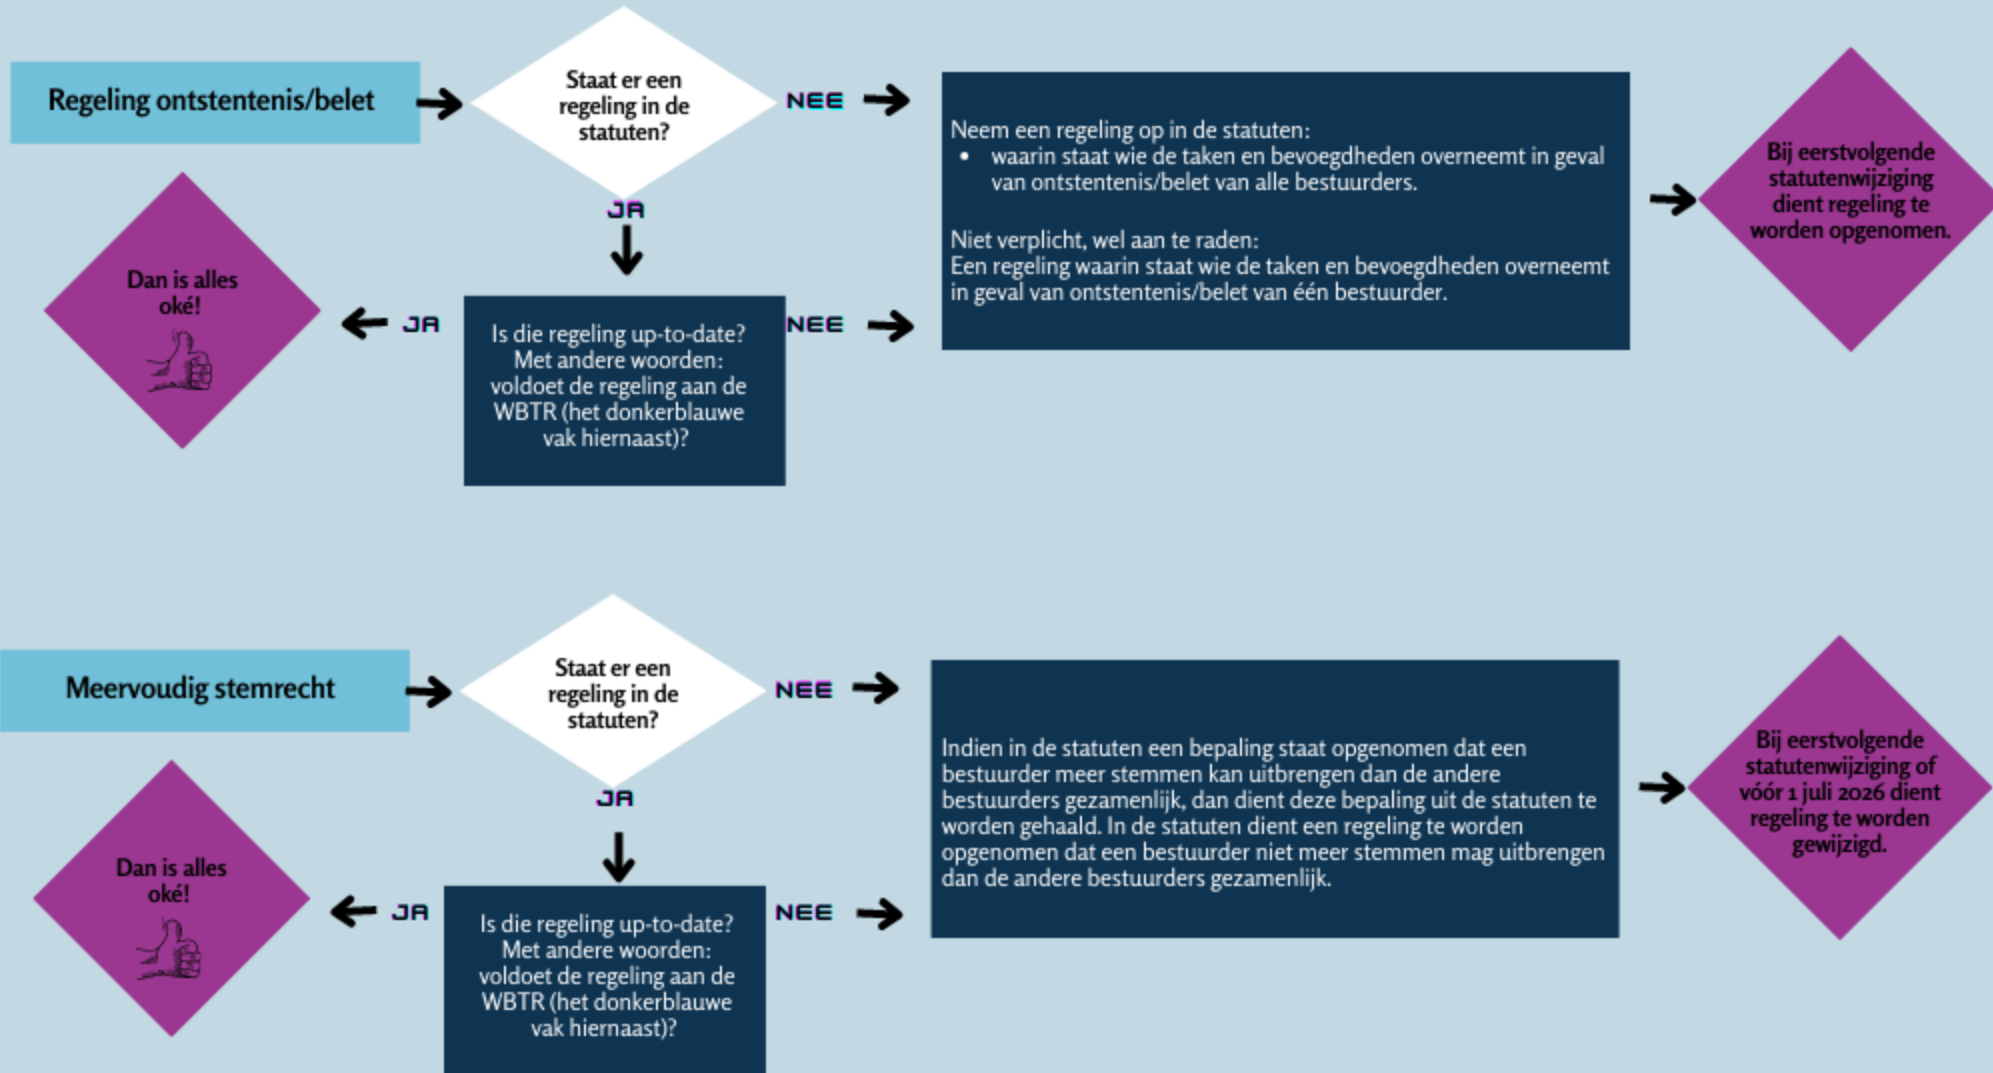 Regeling ontstentenis/belet
Staat er een
regeling in de
statuten?
NEE
Neem een regeling op in de statuten:
• waarin staat wie de taken en bevoegdheden overneemt in geval
van ontstentenis/belet van alle bestuurders.
Niet verplicht, wel aan te raden:
Een regeling waarin staat wie de taken en bevoegdheden overneemt
in geval van ontstentenis/belet van één bestuurder.
Bij eerstvolgende
statutenwijziging
dient regeling te
worden opgenomen.
JA
Is die regeling up-to-date?
Met andere woorden:
voldoet de regeling aan de
WBTR (het donkerblauwe
vak hiernaast)?
NEE
JA
Dan is alles
oké!
Meervoudig stemrecht
Staat er een
regeling in de
statuten?
NEE
Indien in de statuten een bepaling staat opgenomen dat een
bestuurder meer stemmen kan uitbrengen dan de andere
bestuurders gezamenlijk, dan dient deze bepaling uit de statuten te
worden gehaald. In de statuten dient een regeling te worden
opgenomen dat een bestuurder niet meer stemmen mag uitbrengen
dan de andere bestuurders gezamenlijk.
Bij eerstvolgende
statutenwijziging of
vóór 1 juli 2026 dient
regeling te worden
gewijzigd.
JA
Is die regeling up-to-date?
Met andere woorden:
voldoet de regeling aan de
WBTR (het donkerblauwe
vak hiernaast)?
NEE
JA
Dan is alles
oké!